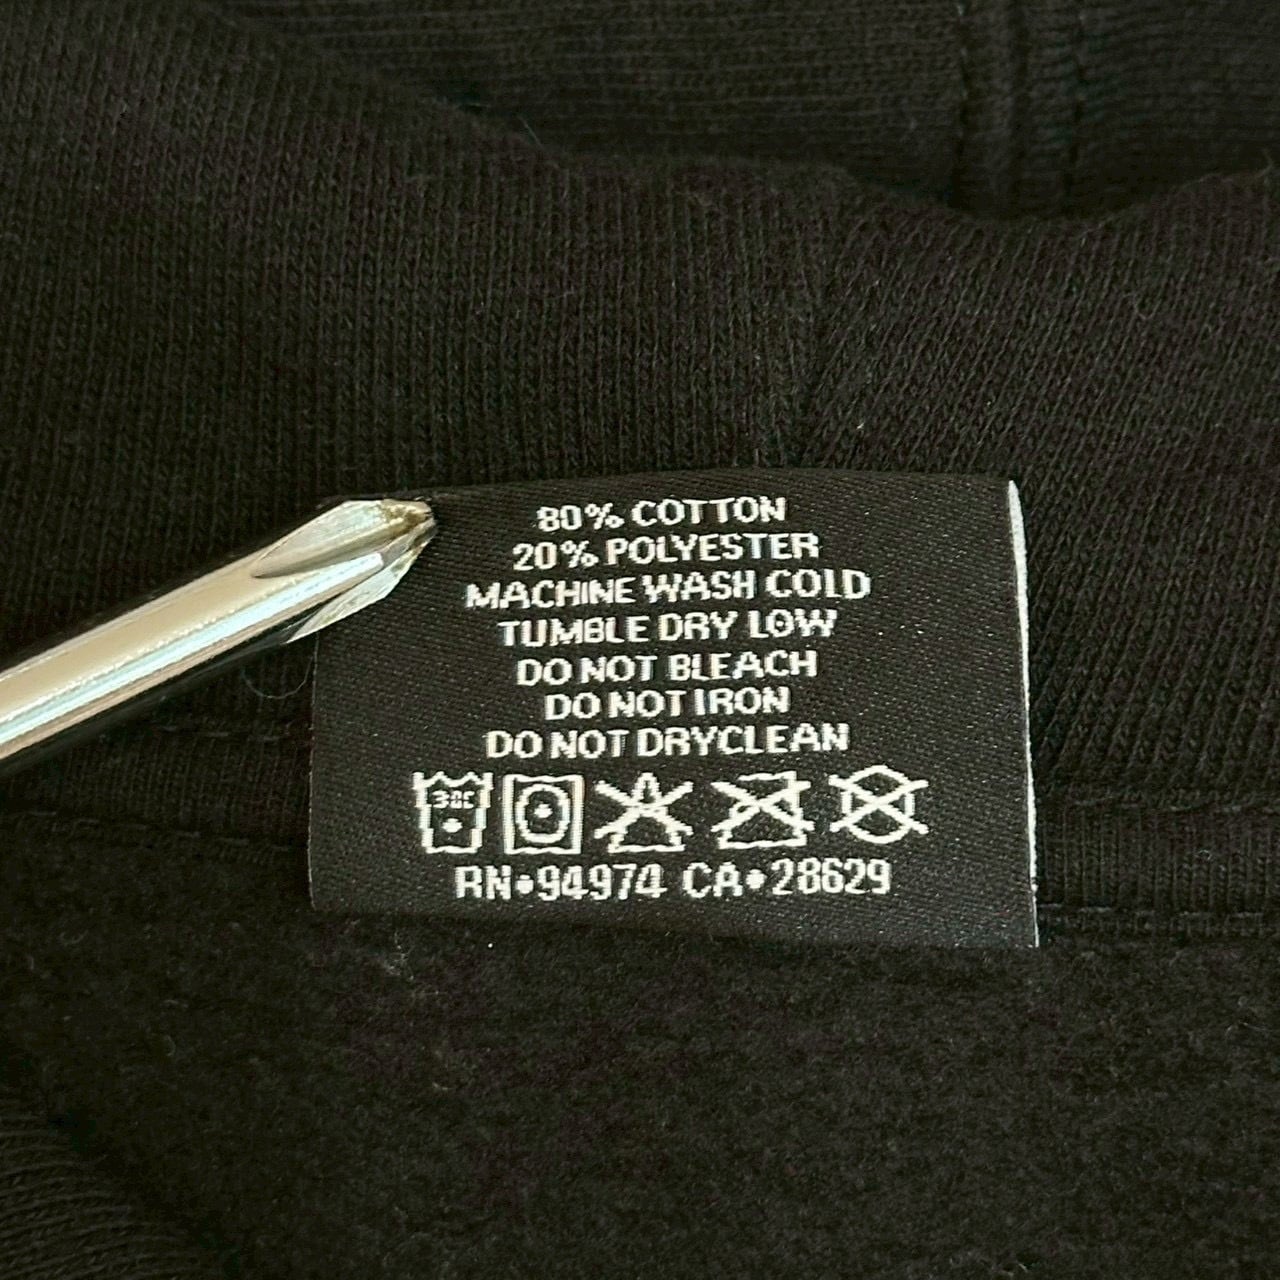 80% COTTON
20% POLYESTER
MACHINE WASH COLD
TUMBLE DRY LOW
DO NOT BLEACH
DO NOT IRON
DO NOT DRYCLEAN
30C
RN•94974 CA•28629